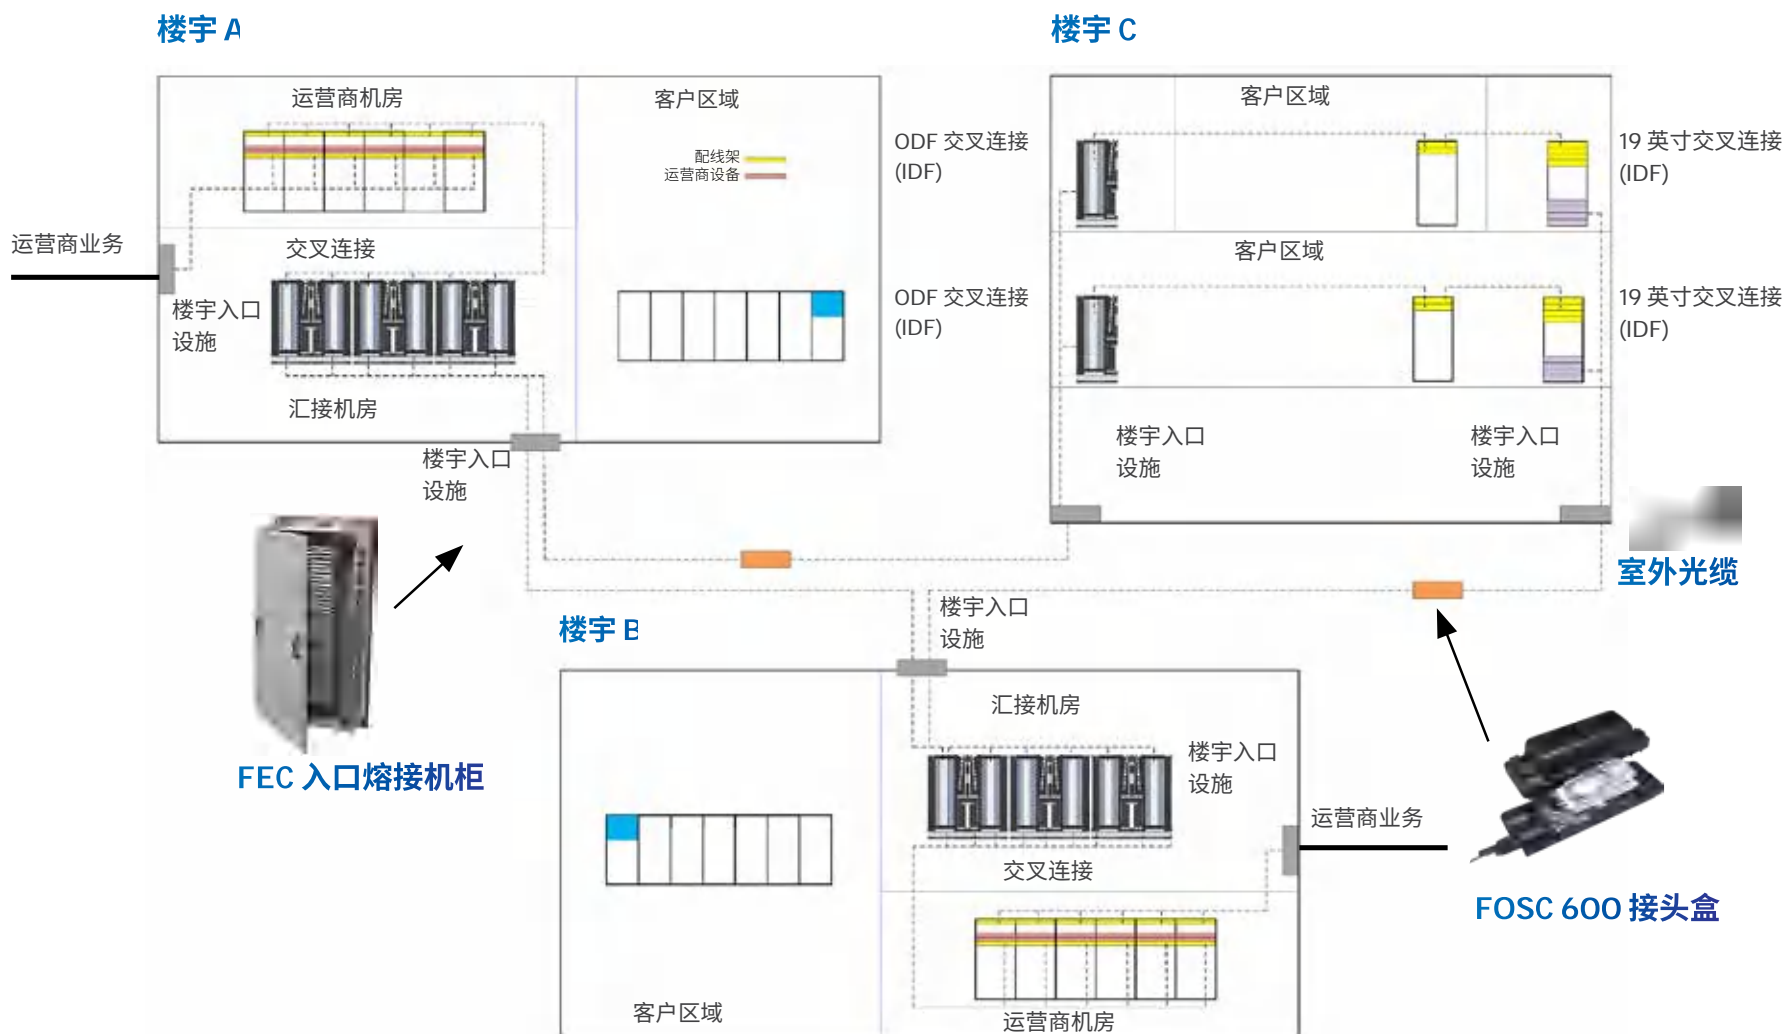 楼宇 A
楼宇 C
运营商机房
客户区域
配线架
运营商设备
运营商业务
交叉连接
楼宇入口
设施
汇接机房
楼宇入口
设施
ODF 交叉连接
(IDF)
ODF 交叉连接
(IDF)
客户区域
19 英寸交叉连接
(IDF)
客户区域
19 英寸交叉连接
(IDF)
楼宇入口
设施
楼宇入口
设施
室外光缆
FEC 入口熔接机柜
楼宇 B
楼宇入口
设施
汇接机房
楼宇入口
设施
运营商业务
交叉连接
客户区域
运营商机房
FOSC 600 接头盒